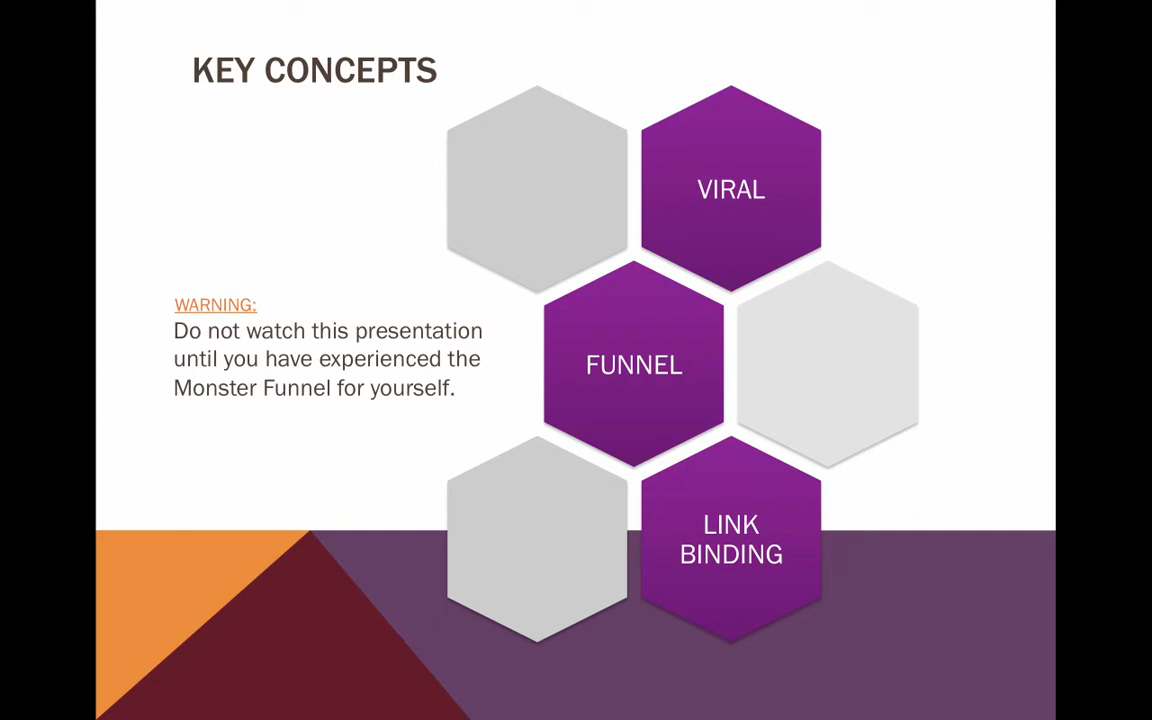 KEY CONCEPTS
VIRAL
WARNING:
Do not watch this presentation
until you have experienced the
Monster Funnel for yourself.
FUNNEL
LINK
BINDING